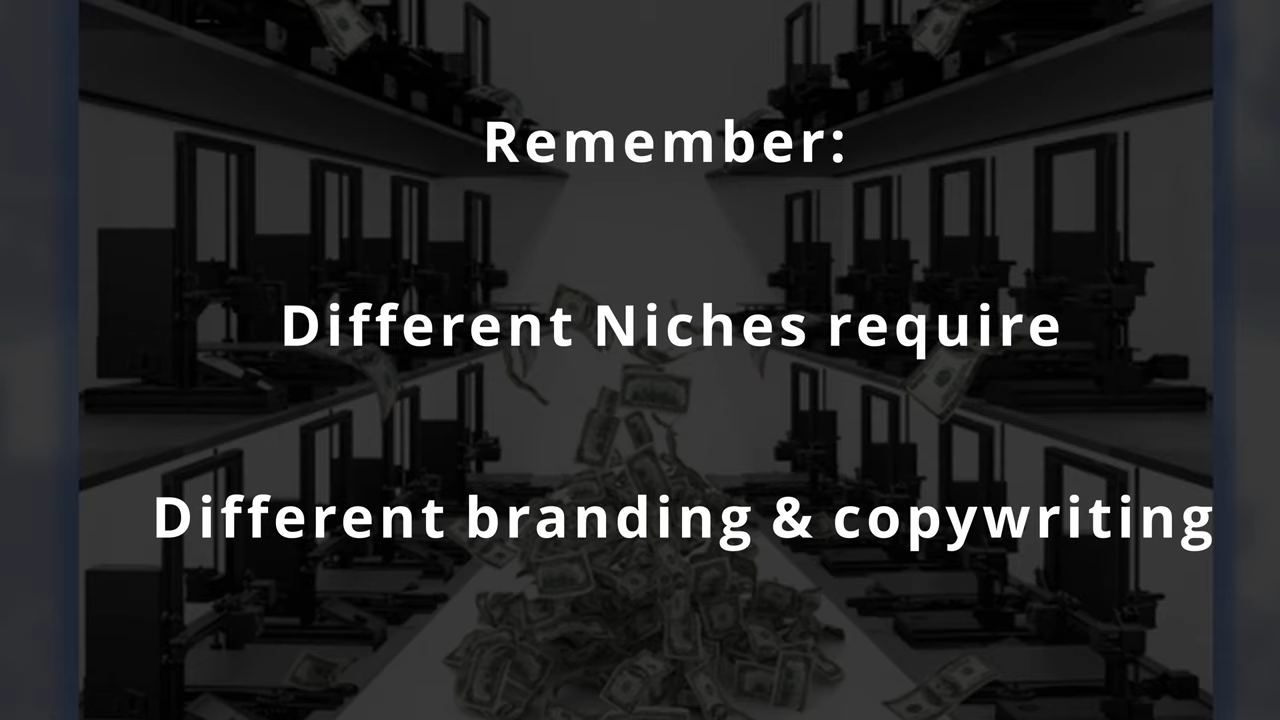 Remember:
Different Niches require
Different branding & copywriting